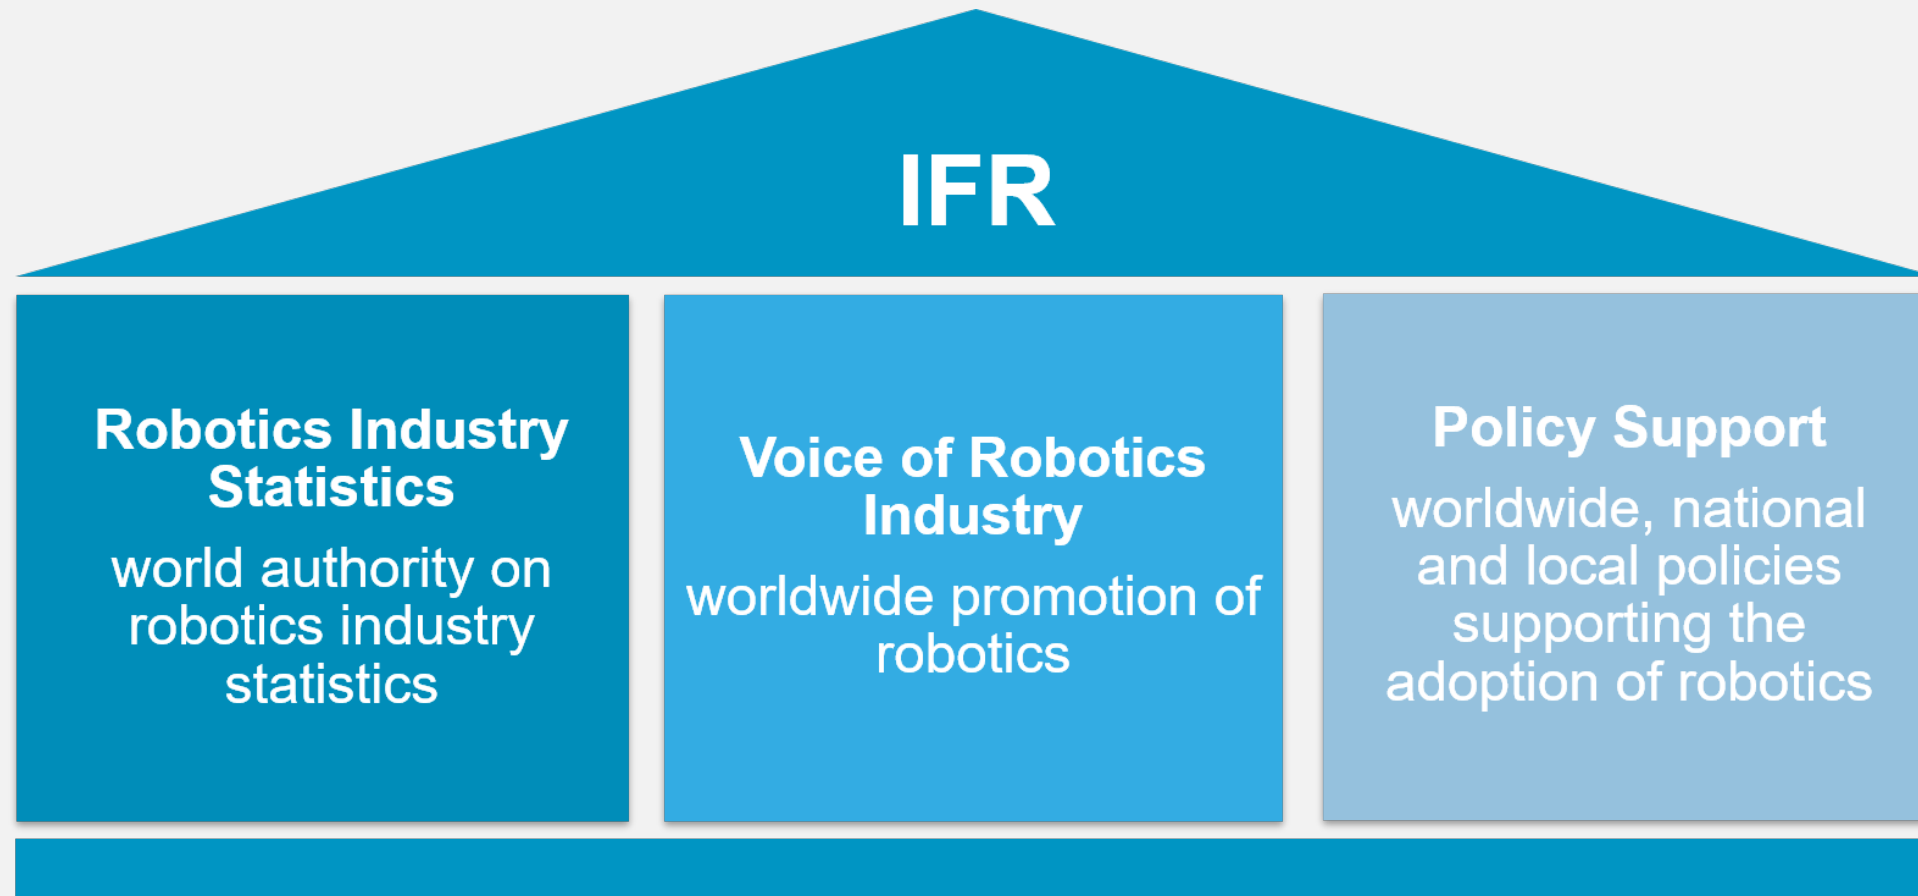 IFR
Robotics Industry
Statistics
world authority on
robotics industry
statistics
Voice of Robotics
Industry
worldwide promotion of
robotics
Policy Support
worldwide, national
and local policies
supporting the
adoption of robotics